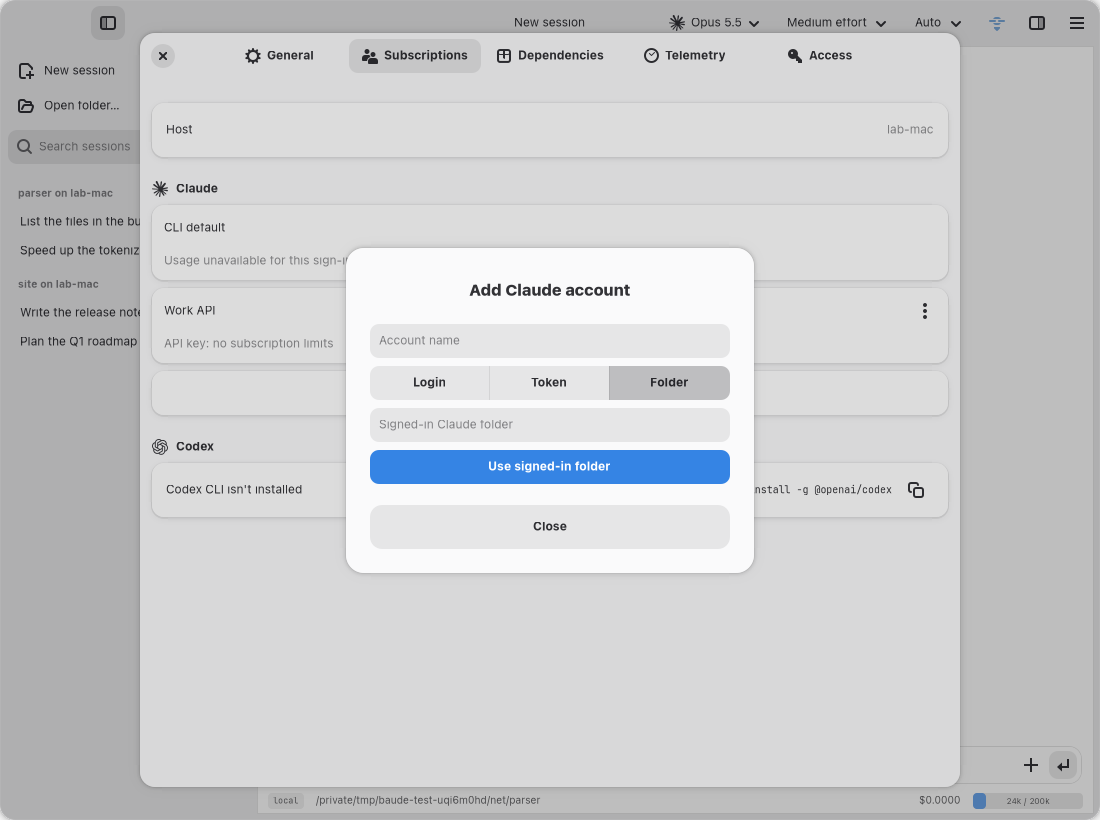 New session
Opus 5.5
Medium effort
Auto
New session
Open folder...
Search sessions
parser on lab-mac
List the files in the bu
Speed up the tokeniz
site on lab-mac
Write the release note
Plan the Q1 roadmap
General
Subscriptions
Dependencies
Telemetry
Access
Host
lab-mac
Claude
CLI default
Usage unavailable for this sign-i
Work API
API key: no subscription limits
Codex
Codex CLI isn't installed
nstall -g @openai/codex
Add Claude account
Account name
Login
Token
Folder
Signed-in Claude folder
Use signed-in folder
Close
local
/private/tmp/baude-test-uqi6m0hd/net/parser
$0.0000
24k / 200k